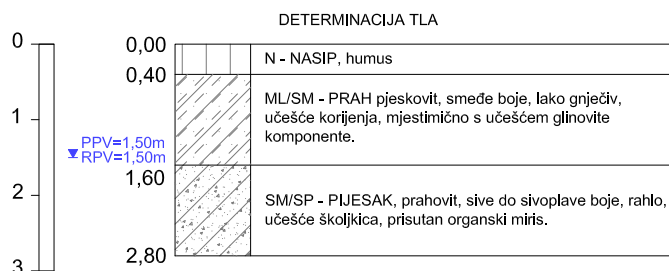 DETERMINACIJA TLA
0
0,00
N - NASIP, humus
0,40
ML/SM - PRAH pjeskovit, smeđe boje, lako gnječiv,
učešće korijenja, mjestimično s učešćem glinovite
komponente.
1
PPV=1,50m
RPV=1,50m
1,60
2
SM/SP - PIJESAK, prahovit, sive do sivoplave boje, rahlo,
učešće školjkica, prisutan organski miris.
2,80
3